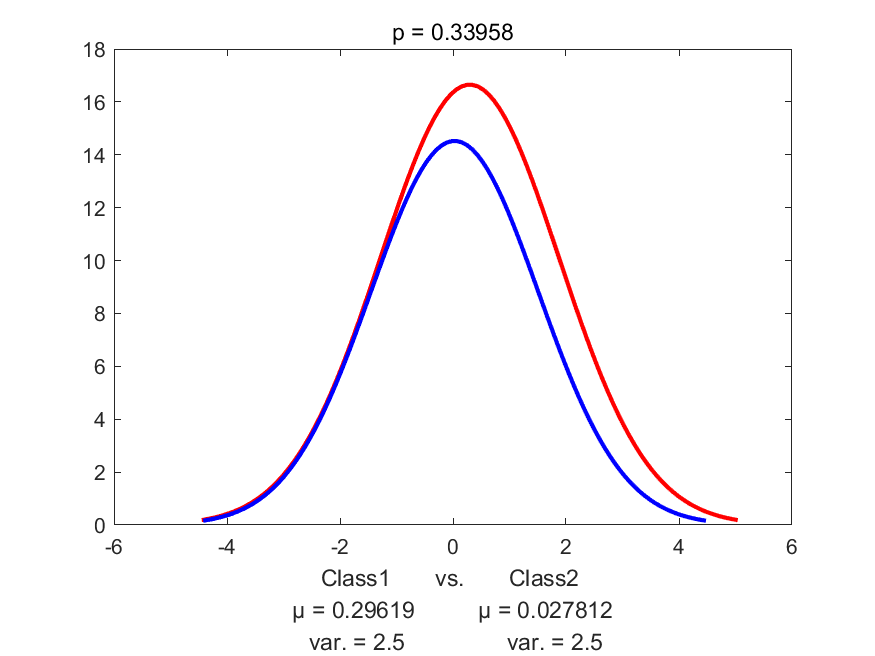 p = 0.33958
18
16
14
12
10
8
6
4
2
0
-6 -4 -2 0 2 4 6
Class1 vs. Class2
μ = 0.29619 μ = 0.027812
var. = 2.5 var. = 2.5